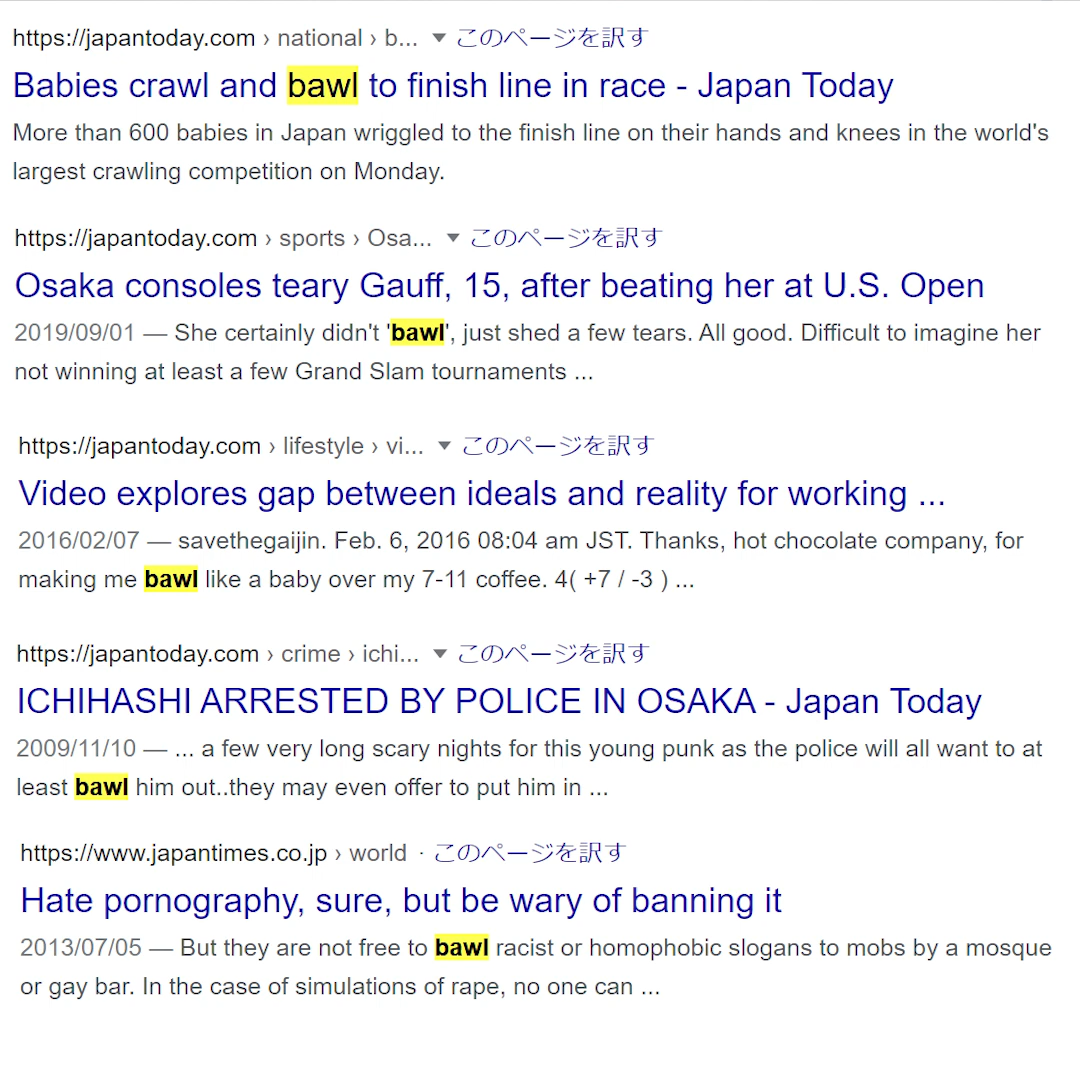 https://japantoday.com › national › b... ▼ このページを訳す
Babies crawl and bawl to finish line in race - Japan Today
More than 600 babies in Japan wriggled to the finish line on their hands and knees in the world's
largest crawling competition on Monday.
https://japantoday.com › sports › Osa... ▼ このページを訳す
Osaka consoles teary Gauff, 15, after beating her at U.S. Open
2019/09/01 — She certainly didn't 'bawl', just shed a few tears. All good. Difficult to imagine her
not winning at least a few Grand Slam tournaments ...
https://japantoday.com › lifestyle › vi... ▼ このページを訳す
Video explores gap between ideals and reality for working ...
2016/02/07 — savethegaijin. Feb. 6, 2016 08:04 am JST. Thanks, hot chocolate company, for
making me bawl like a baby over my 7-11 coffee. 4( +7 / -3 ) ...
https://japantoday.com › crime › ichi... ▼ このページを訳す
ICHIHASHI ARRESTED BY POLICE IN OSAKA - Japan Today
2009/11/10 — ... a few very long scary nights for this young punk as the police will all want to at
least bawl him out..they may even offer to put him in ...
https://www.japantimes.co.jp › world · このページを訳す
Hate pornography, sure, but be wary of banning it
2013/07/05 — But they are not free to bawl racist or homophobic slogans to mobs by a mosque
or gay bar. In the case of simulations of rape, no one can ...